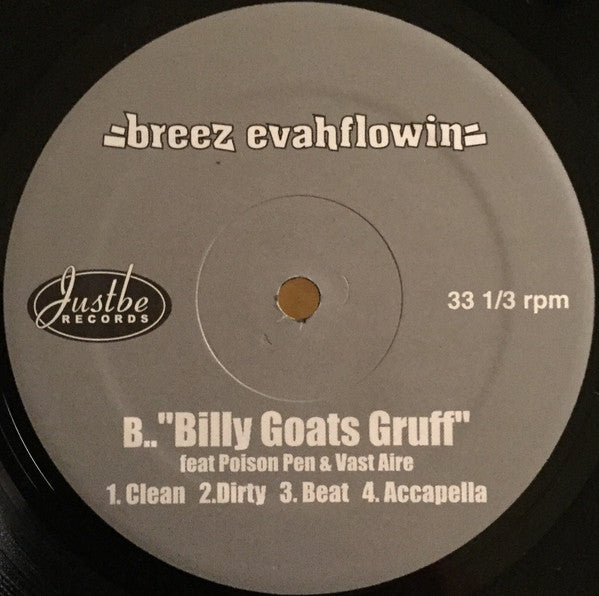 =breez evahflowin=
Justbe
RECORDS
33 1/3 rpm
B.."Billy Goats Gruff"
feat Poison Pen & Vast Aire
1. Clean 2.Dirty 3. Beat 4. Accapella